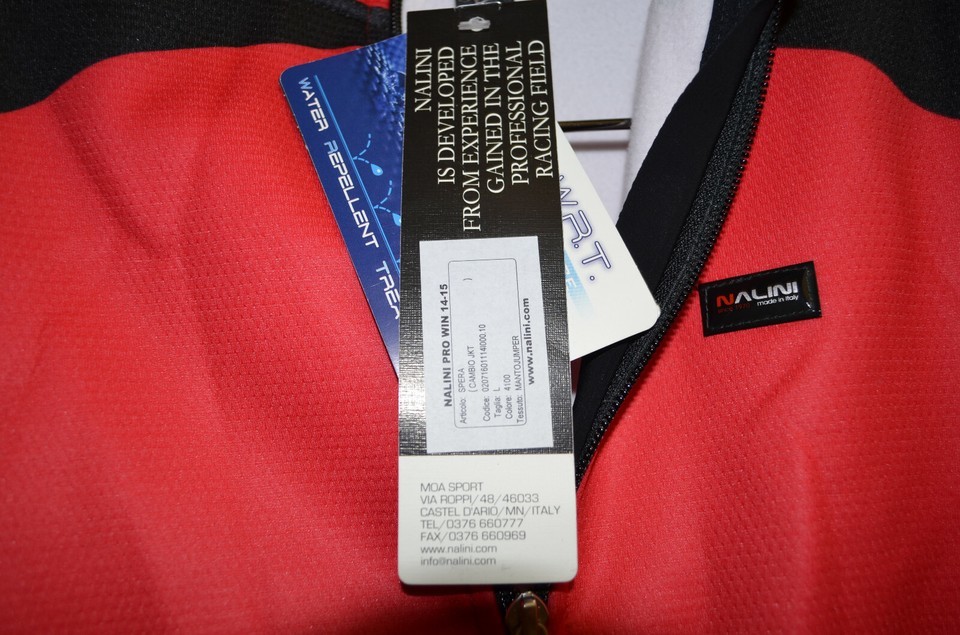 NALINI
IS DEVELOPED
FROM EXPERIENCE
GAINED IN THE
PROFESSIONAL
RACING FIELD
WATER REPELLENT TREA
W.R.T.
NALINI PRO WIN 14-15
Articolo: SPERA
( CAMBIO JKT )
Codice: 02071601114I000.10
Taglia: L
Colore: 4100
Tessuto: MANTOJUMPER
www.nalini.com
MOA SPORT
VIA ROPPI/48/46033
CASTEL D'ARIO/MN/ITALY
TEL/0376 660777
FAX/0376 660969
www.nalini.com
info@nalini.com
NALINI
made in italy